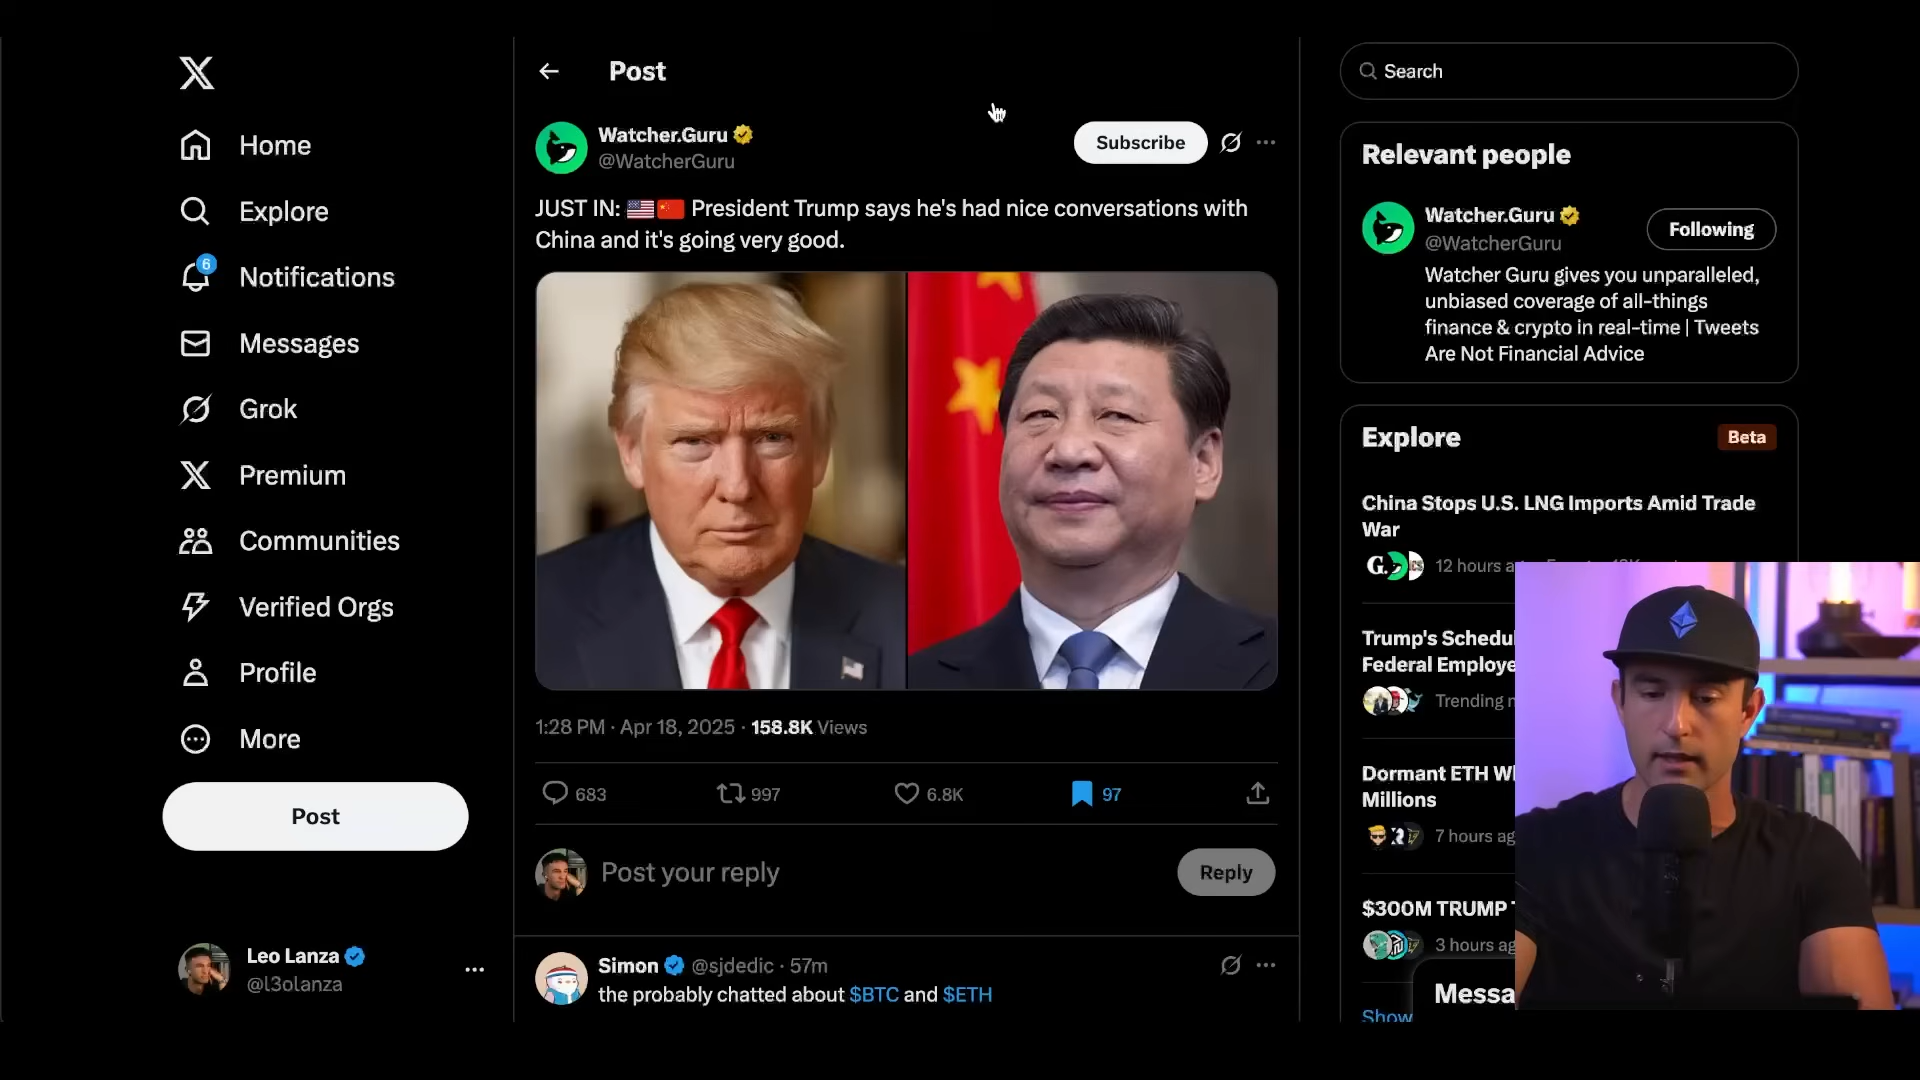 Home
Explore
6
Notifications
Messages
Grok
Premium
Communities
Verified Orgs
Profile
More
Post
Leo Lanza
@l3olanza
Post
Watcher.Guru
@WatcherGuru
Subscribe
JUST IN: 🇺🇸🇨🇳 President Trump says he's had nice conversations with
China and it's going very good.
1:28 PM · Apr 18, 2025 · 158.8K Views
683
997
6.8K
97
Post your reply
Reply
Simon @sjdedic · 57m
the probably chatted about $BTC and $ETH
Search
Relevant people
Watcher.Guru
@WatcherGuru
Following
Watcher Guru gives you unparalleled,
unbiased coverage of all-things
finance & crypto in real-time | Tweets
Are Not Financial Advice
Explore
Beta
China Stops U.S. LNG Imports Amid Trade
War
12 hours
Trump's
Federal
Trending
Dormant ETH
Millions
7 hours
$300M TRUMP
3 hours
Show